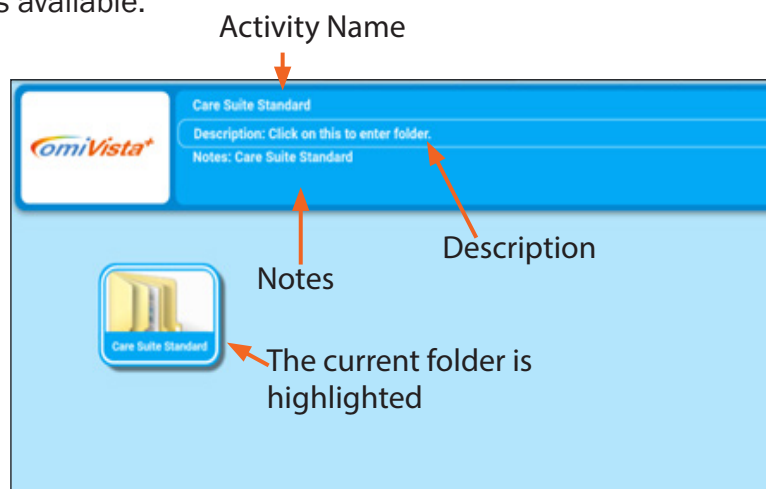 s available.
Activity Name
Care Suite Standard
omiVista+
Description: Click on this to enter folder.
Notes: Care Suite Standard
Description
Notes
Care Suite Standard
The current folder is
highlighted